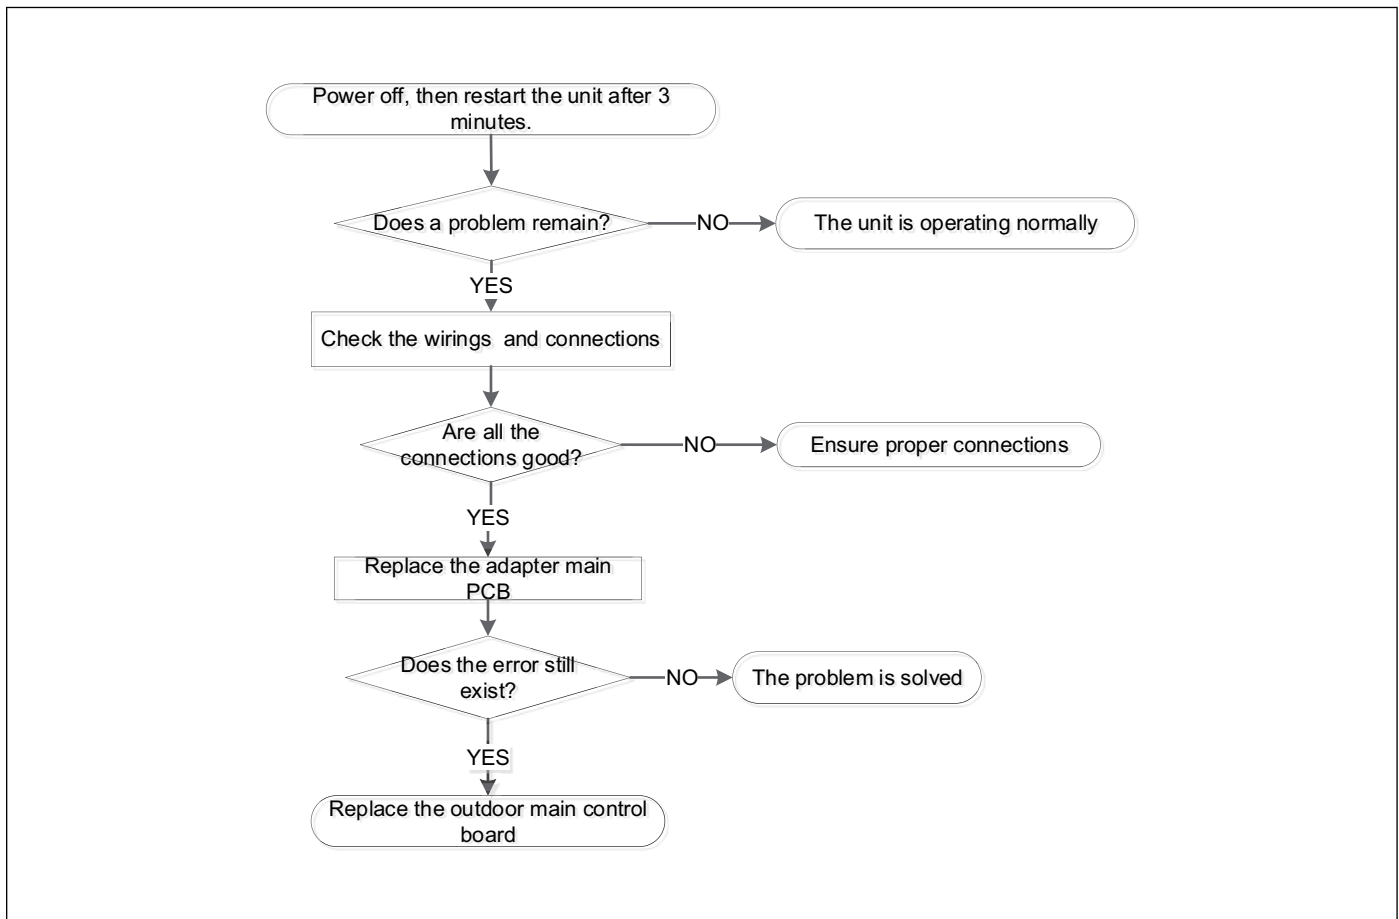 Power off, then restart the unit after 3
minutes.
Does a problem remain?
NO
The unit is operating normally
YES
Check the wirings  and connections
Are all the
connections good?
NO
Ensure proper connections
YES
Replace the adapter main
PCB
Does the error still
exist?
NO
The problem is solved
YES
Replace the outdoor main control
board